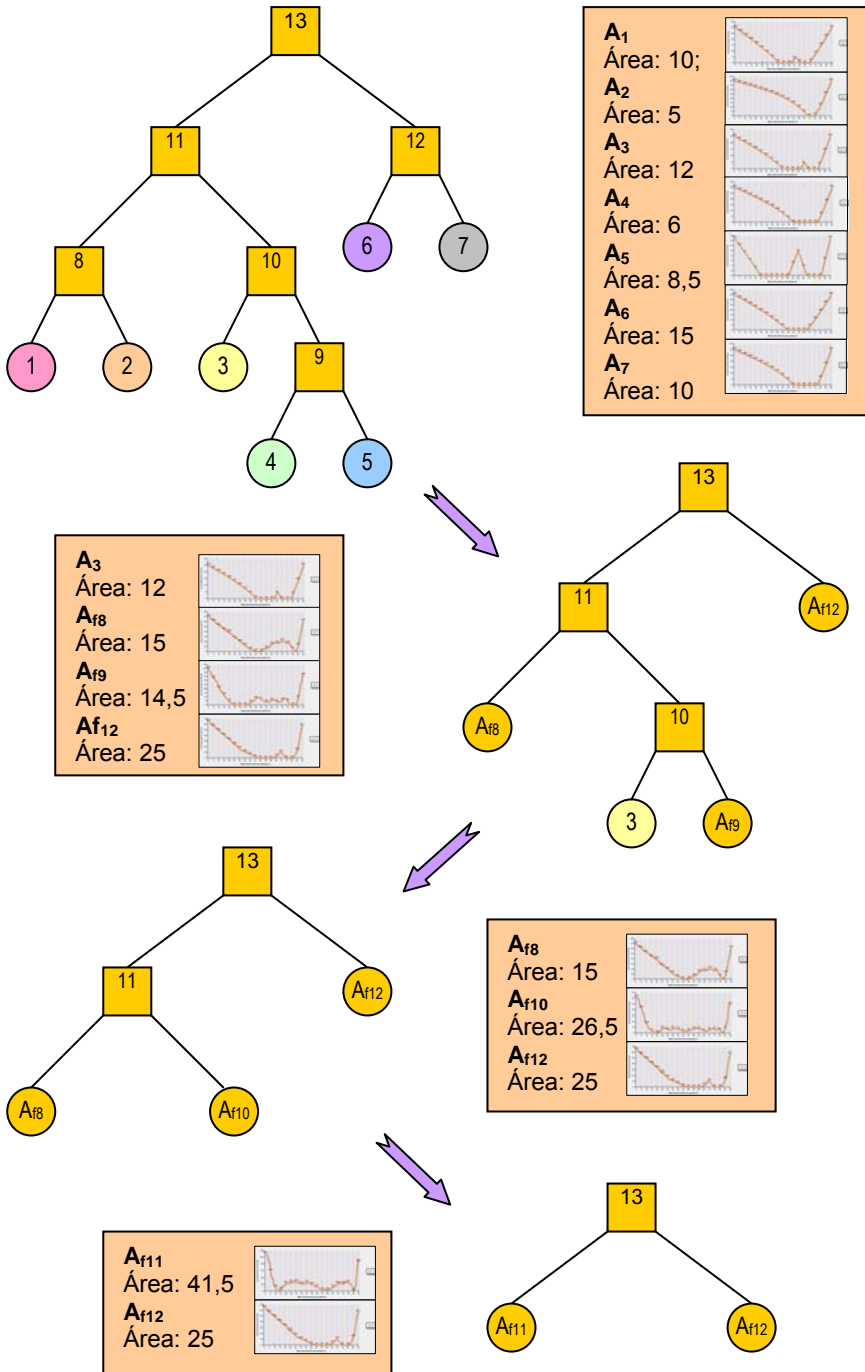 13
11
12
8
10
6
7
1
2
3
9
4
5
A1
Área: 10;
A2
Área: 5
A3
Área: 12
A4
Área: 6
A5
Área: 8,5
A6
Área: 15
A7
Área: 10
13
11
Af12
Af8
10
3
Af9
A3
Área: 12
Af8
Área: 15
Af9
Área: 14,5
Af12
Área: 25
13
11
Af12
Af8
Af10
Af8
Área: 15
Af10
Área: 26,5
Af12
Área: 25
13
Af11
Af12
Af11
Área: 41,5
Af12
Área: 25